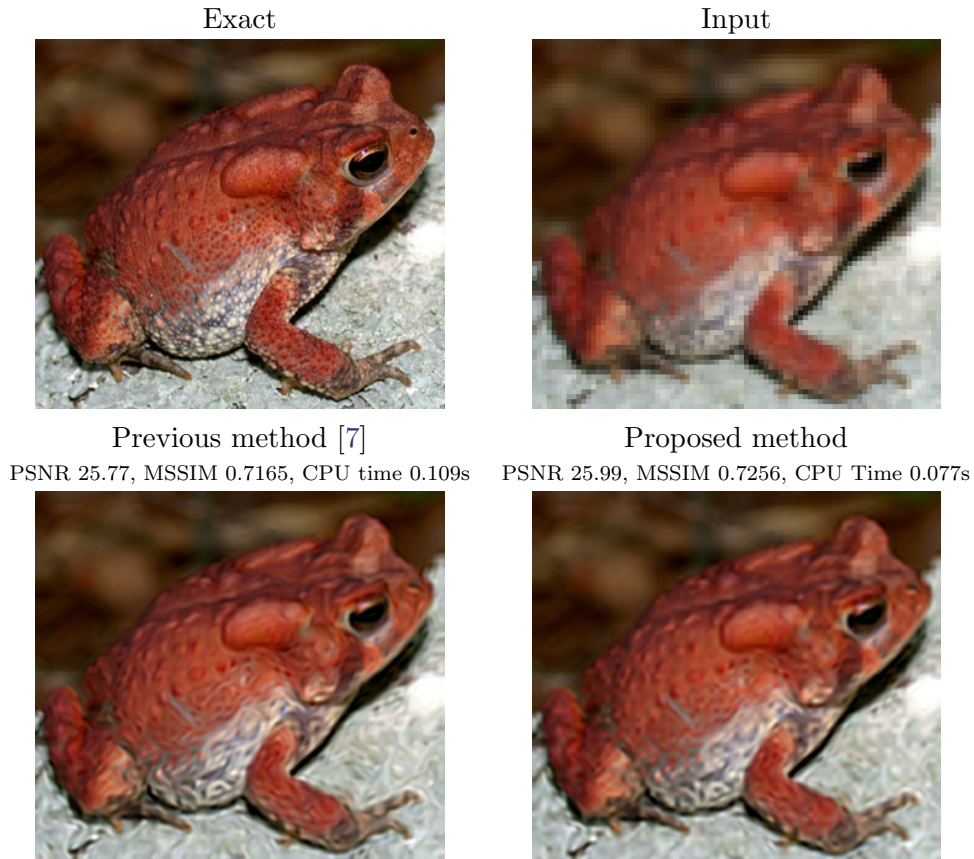 Exact
Input
Previous method [7]
Proposed method
PSNR 25.77, MSSIM 0.7165, CPU time 0.109s
PSNR 25.99, MSSIM 0.7256, CPU Time 0.077s